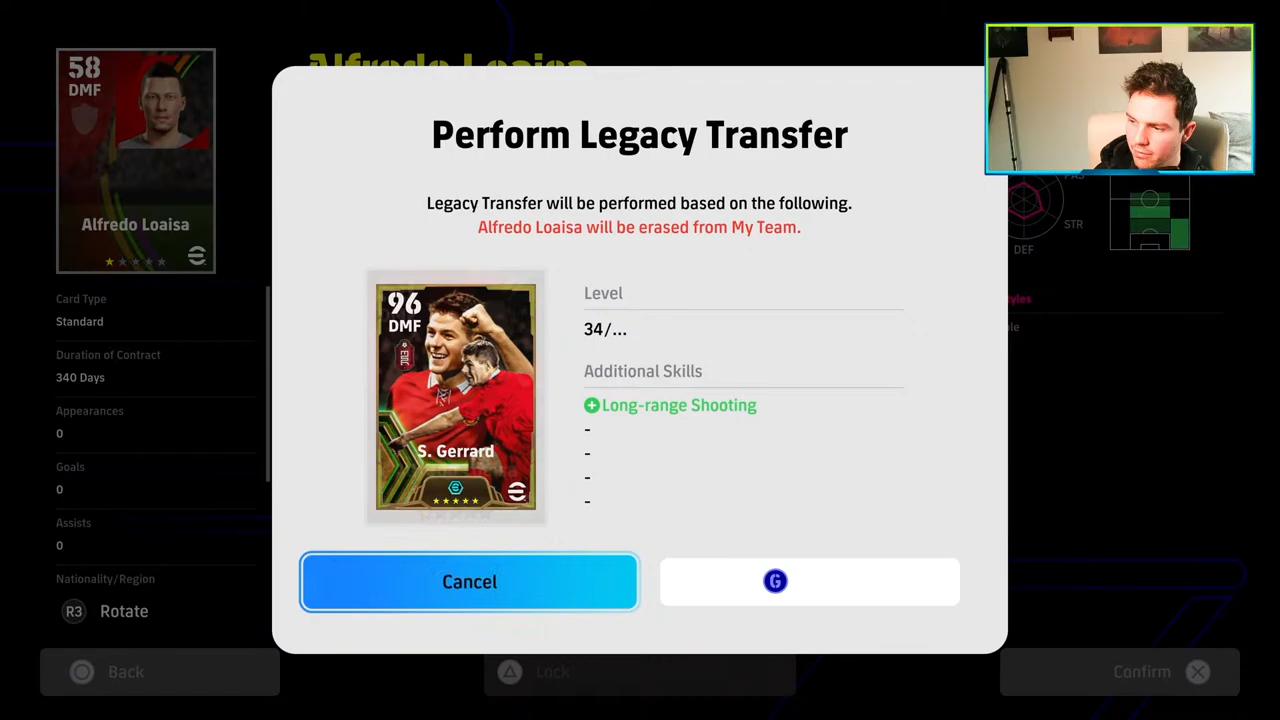 58
DMF
Alfredo Loaisa
Alfredo Loaisa
Card Type
Standard
Duration of Contract
340 Days
Appearances
0
Goals
0
Assists
0
Nationality/Region
R3 Rotate
Perform Legacy Transfer
Legacy Transfer will be performed based on the following.
Alfredo Loaisa will be erased from My Team.
96
DMF
EPIC
S. Gerrard
Level
34/...
Additional Skills
Long-range Shooting
-
-
-
-
Cancel
G
STR
DEF
Back
Lock
Confirm